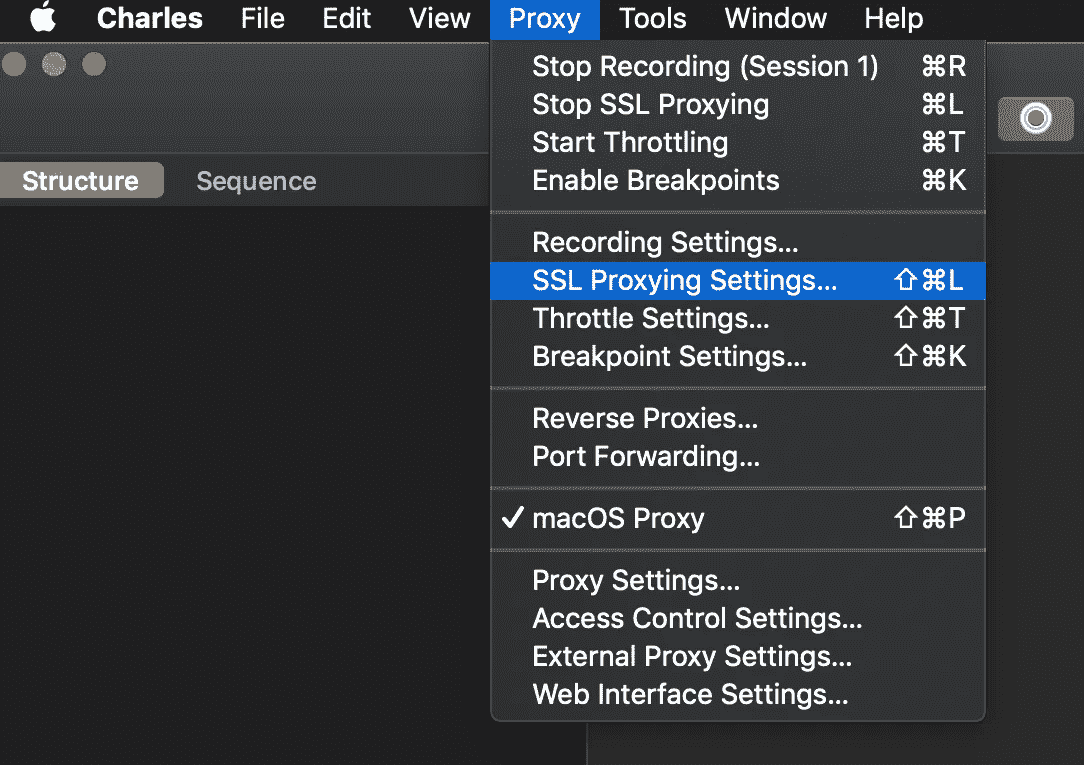 Charles File Edit View Proxy Tools Window Help
Structure Sequence
Stop Recording (Session 1) ⌘R
Stop SSL Proxying ⌘L
Start Throttling ⌘T
Enable Breakpoints ⌘K
Recording Settings...
SSL Proxying Settings... ⇧⌘L
Throttle Settings... ⇧⌘T
Breakpoint Settings... ⇧⌘K
Reverse Proxies...
Port Forwarding...
✓ macOS Proxy ⇧⌘P
Proxy Settings...
Access Control Settings...
External Proxy Settings...
Web Interface Settings...